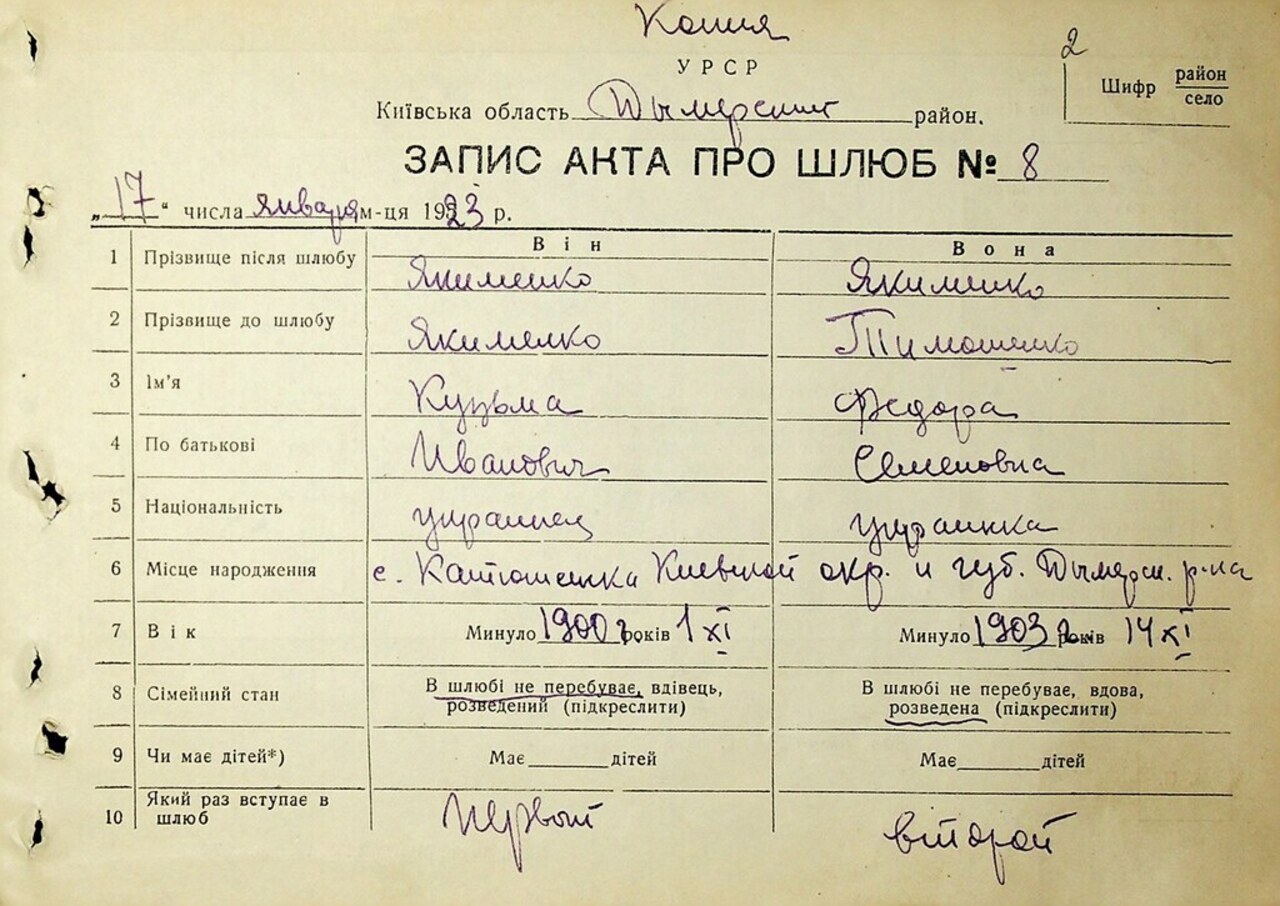 Копия
УРСР
2
Шифр район
село
Київська область Дымерский район.
ЗАПИС АКТА ПРО ШЛЮБ № 8
„17“ числа января м-ця 1923 р.
Він Вона
1 Прізвище після шлюбу Якименко Якименко
2 Прізвище до шлюбу Якименко Тимошенко
3 Ім'я Кузьма Федора
4 По батькові Иванович Семеновна
5 Національність украинец украинка
6 Місце народження с. Катюженка Киевской окр. и губ. Дымерск. р-на
7 Вік Минуло 1900 г. років 1 XI Минуло 1903 г. років 14 XI
8 Сімейний стан В шлюбі не перебуває, вдівець, В шлюбі не перебуває, вдова,
розведений (підкреслити) розведена (підкреслити)
9 Чи має дітей*) Має дітей Має дітей
10 Який раз вступає в
шлюб первый второй